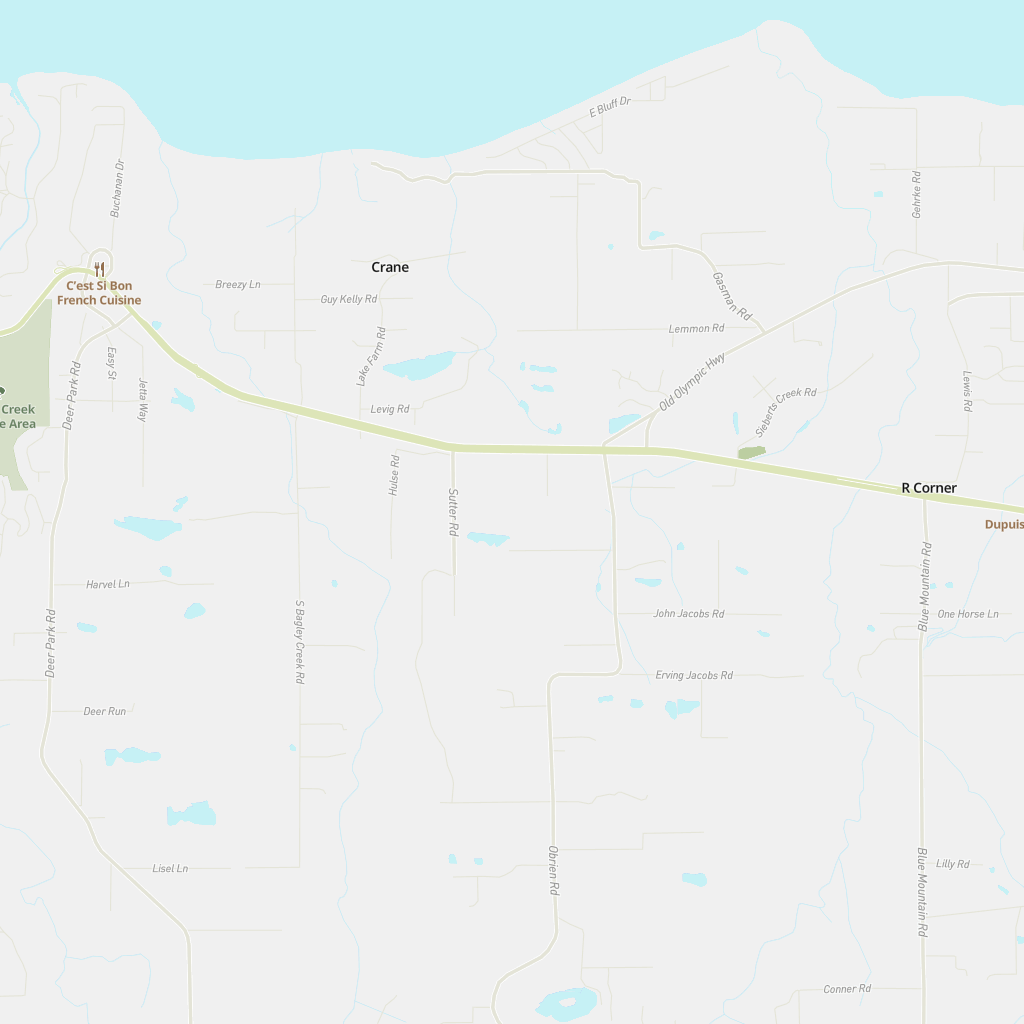 E Bluff Dr
Buchanan Dr
Gehrke Rd
Crane
C'est Si Bon
French Cuisine
Breezy Ln
Guy Kelly Rd
Gasman Rd
Lemmon Rd
Lake Farm Rd
Easy St
Jetta Way
Deer Park Rd
Old Olympic Hwy
Lewis Rd
Sieberts Creek Rd
Levig Rd
Creek
e Area
Hulse Rd
Sutter Rd
R Corner
Dupuis
Blue Mountain Rd
Harvel Ln
John Jacobs Rd
One Horse Ln
Deer Park Rd
S Bagley Creek Rd
Erving Jacobs Rd
Deer Run
Lisel Ln
Obrien Rd
Blue Mountain Rd
Lilly Rd
Conner Rd